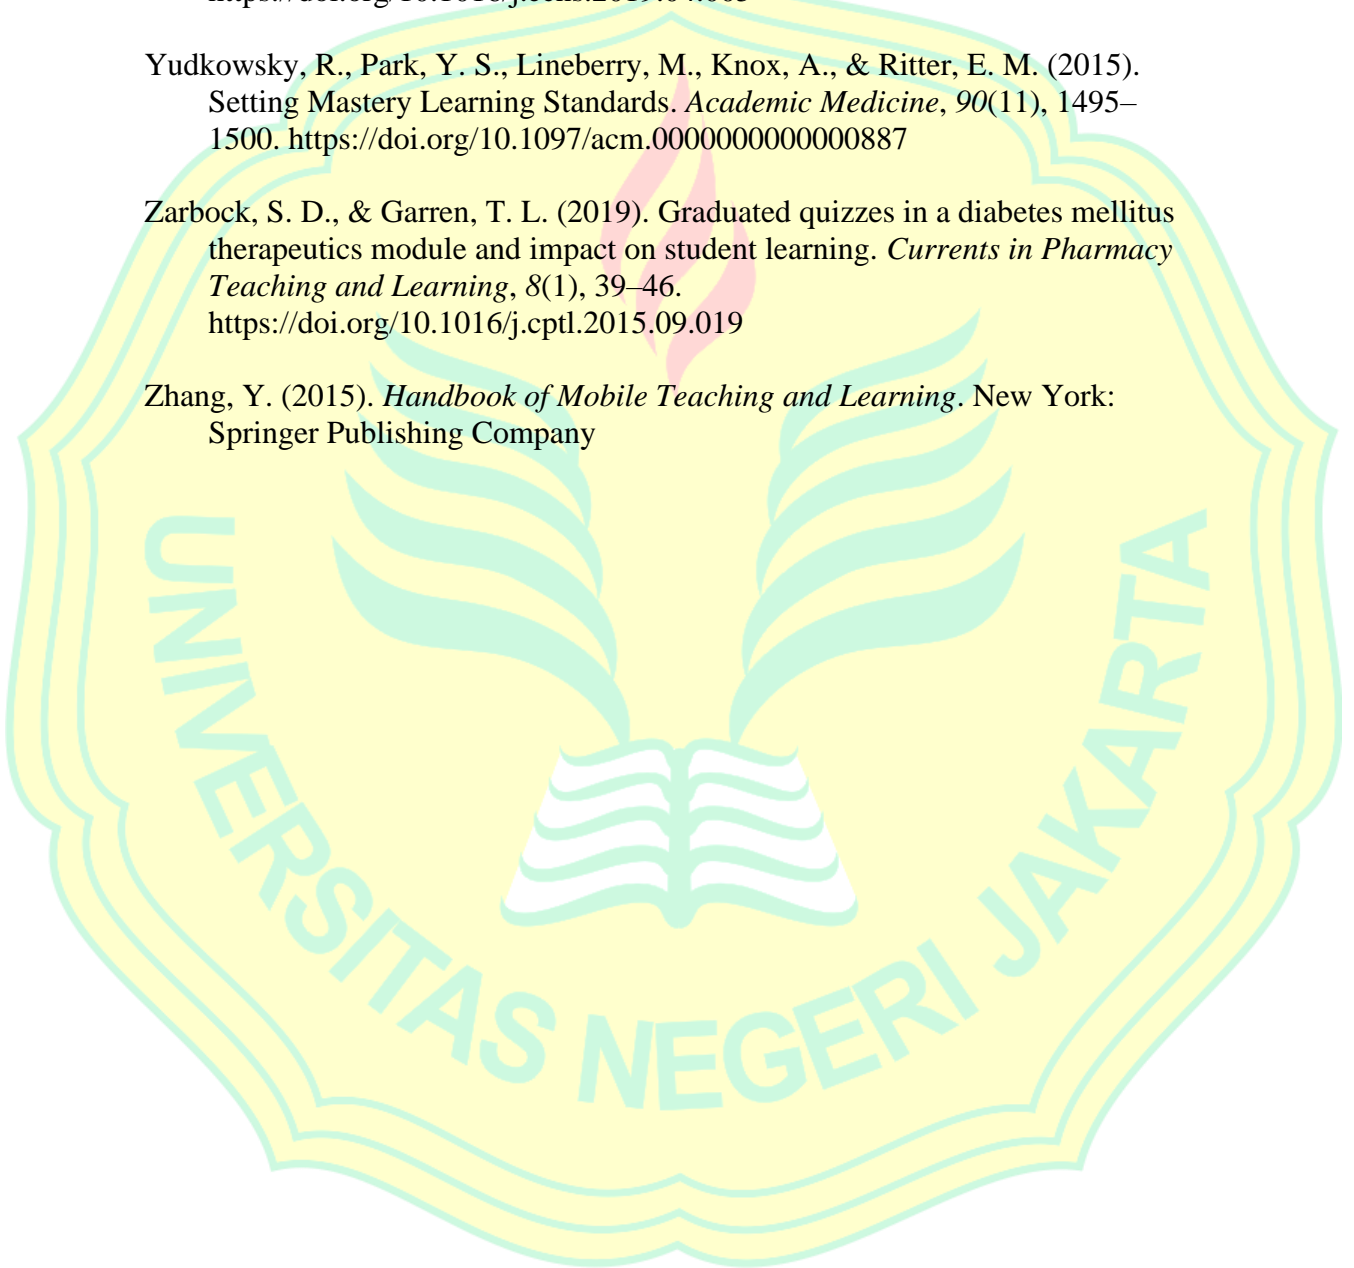 Yudkowsky, R., Park, Y. S., Lineberry, M., Knox, A., & Ritter, E. M. (2015).
Setting Mastery Learning Standards. Academic Medicine, 90(11), 1495–
1500. https://doi.org/10.1097/acm.0000000000000887
Zarbock, S. D., & Garren, T. L. (2019). Graduated quizzes in a diabetes mellitus
therapeutics module and impact on student learning. Currents in Pharmacy
Teaching and Learning, 8(1), 39–46.
https://doi.org/10.1016/j.cptl.2015.09.019
Zhang, Y. (2015). Handbook of Mobile Teaching and Learning. New York:
Springer Publishing Company
UNIVERSITAS NEGERI JAKARTA